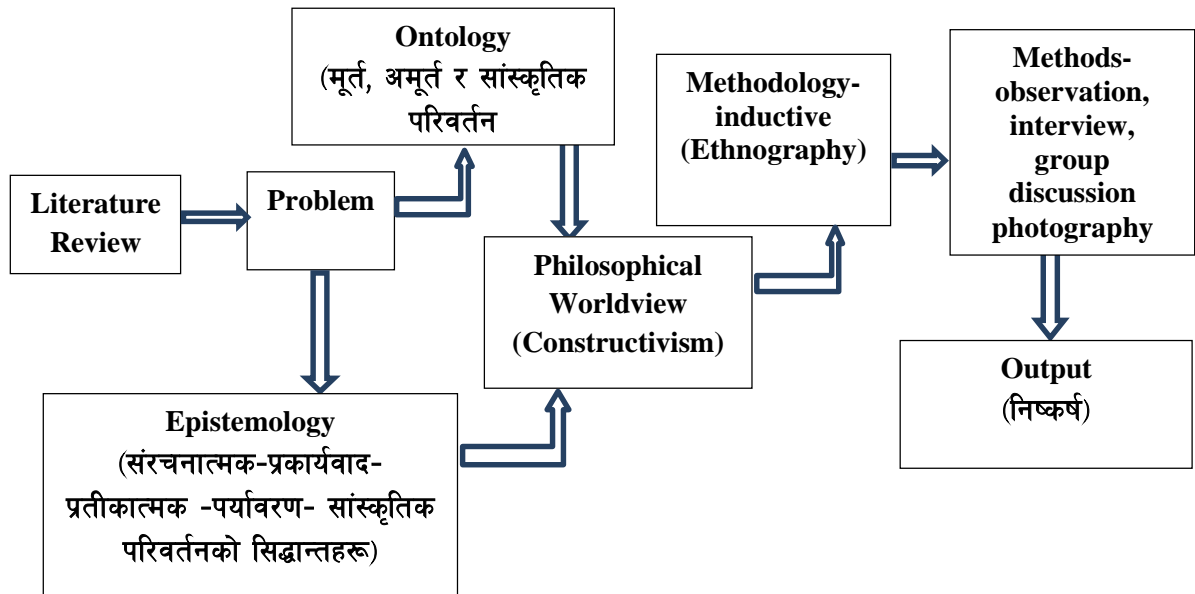 Literature
Review
Problem
Ontology
(मूर्त, अमूर्त र सांस्कृतिक
परिवर्तन
Epistemology
(संरचनात्मक-प्रकार्यवाद-
प्रतीकात्मक -पर्यावरण- सांस्कृतिक
परिवर्तनको सिद्धान्तहरू)
Philosophical
Worldview
(Constructivism)
Methodology-
inductive
(Ethnography)
Methods-
observation,
interview,
group
discussion
photography
Output
(निष्कर्ष)